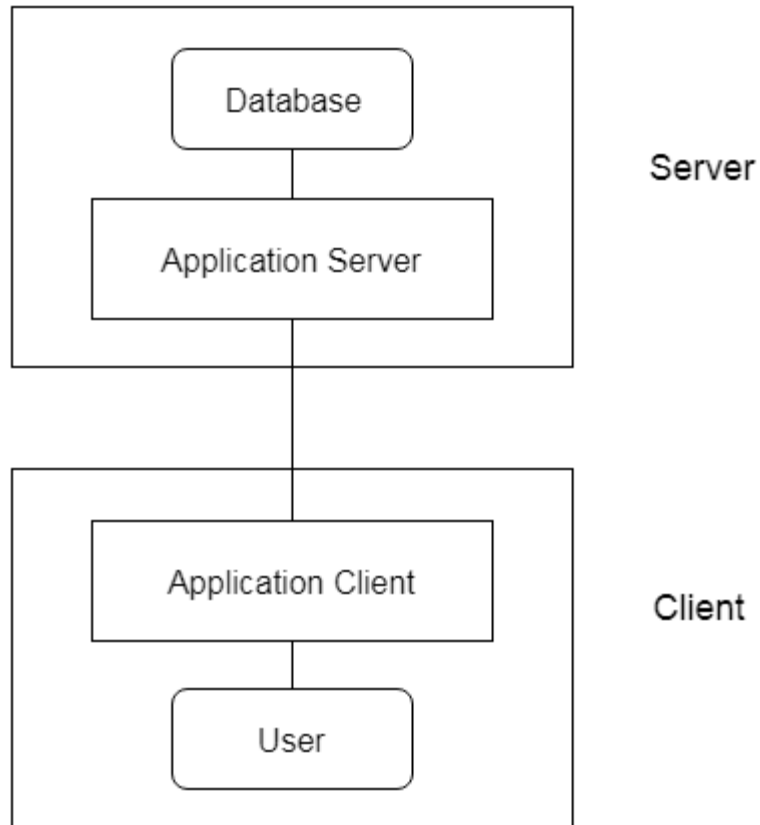 Database
Server
Application Server
Application Client
Client
User